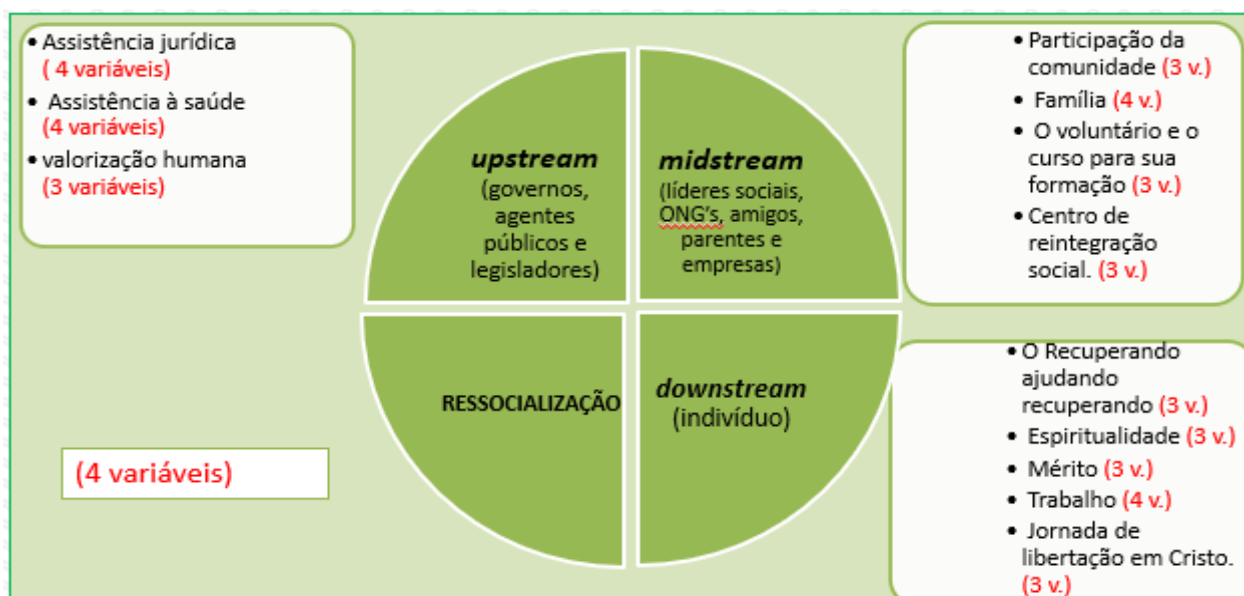 • Assistência jurídica
( 4 variáveis)
• Assistência à saúde
(4 variáveis)
• valorização humana
(3 variáveis)
upstream
(governos,
agentes
públicos e
legisladores)
midstream
(líderes sociais,
ONG's, amigos,
parentes e
empresas)
• Participação da
comunidade (3 v.)
• Família (4 v.)
• O voluntário e o
curso para sua
formação (3 v.)
• Centro de
reintegração
social. (3 v.)
RESSOCIALIZAÇÃO
(4 variáveis)
downstream
(indivíduo)
• O Recuperando
ajudando
recuperando (3 v.)
• Espiritualidade (3 v.)
• Mérito (3 v.)
• Trabalho (4 v.)
• Jornada de
libertação em Cristo.
(3 v.)